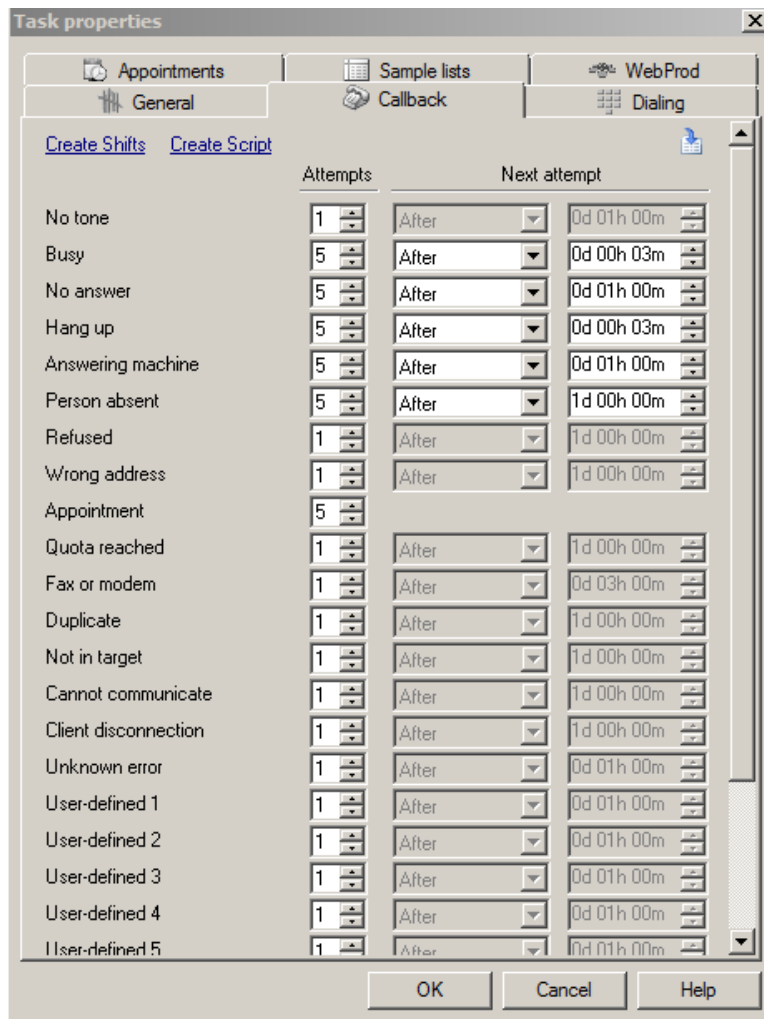 Task properties
Appointments Sample lists WebProd
General Callback Dialing
Create Shifts Create Script
Attempts Next attempt
No tone 1 After 0d 01h 00m
Busy 5 After 0d 00h 03m
No answer 5 After 0d 01h 00m
Hang up 5 After 0d 00h 03m
Answering machine 5 After 0d 01h 00m
Person absent 5 After 1d 00h 00m
Refused 1 After 1d 00h 00m
Wrong address 1 After 1d 00h 00m
Appointment 5
Quota reached 1 After 1d 00h 00m
Fax or modem 1 After 0d 03h 00m
Duplicate 1 After 1d 00h 00m
Not in target 1 After 1d 00h 00m
Cannot communicate 1 After 1d 00h 00m
Client disconnection 1 After 1d 00h 00m
Unknown error 1 After 0d 01h 00m
User-defined 1 1 After 0d 01h 00m
User-defined 2 1 After 0d 01h 00m
User-defined 3 1 After 0d 01h 00m
User-defined 4 1 After 0d 01h 00m
User-defined 5 1 After 0d 01h 00m
OK Cancel Help